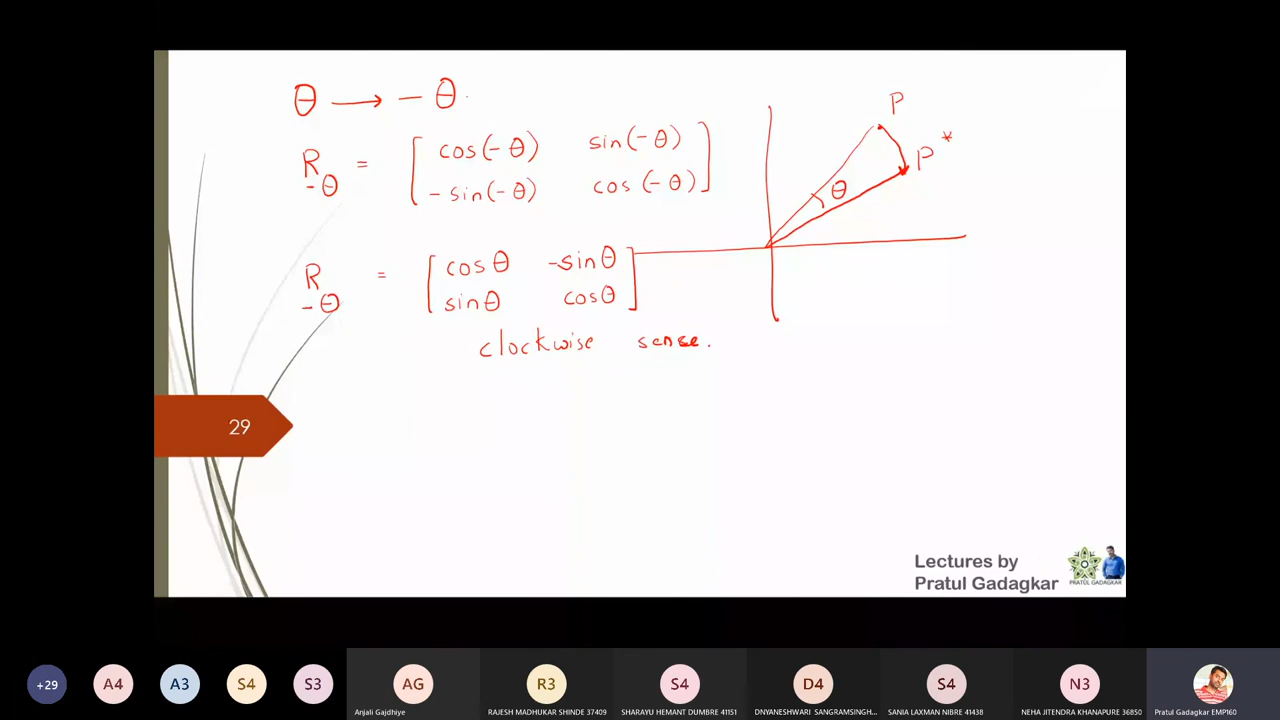 θ → - θ
P
P*
R-θ = [ cos(-θ) sin(-θ)
-sin(-θ) cos(-θ) ]
θ
R-θ = [ cosθ -sinθ
sinθ cosθ ]
clockwise sense.
29
Lectures by
Pratul Gadagkar
PRATUL GADAGKAR
+29 A4 A3 S4 S3 AG R3 S4 D4 S4 N3
Anjali Gajdhiye RAJESH MADHUKAR SHINDE 37409 SHARAYU HEMANT DUMBRE 41151 DNYANESHWARI SANGRAMSINGH... SANIA LAXMAN NIBRE 41438 NEHA JITENDRA KHANAPURE 36850 Pratul Gadagkar EMP160